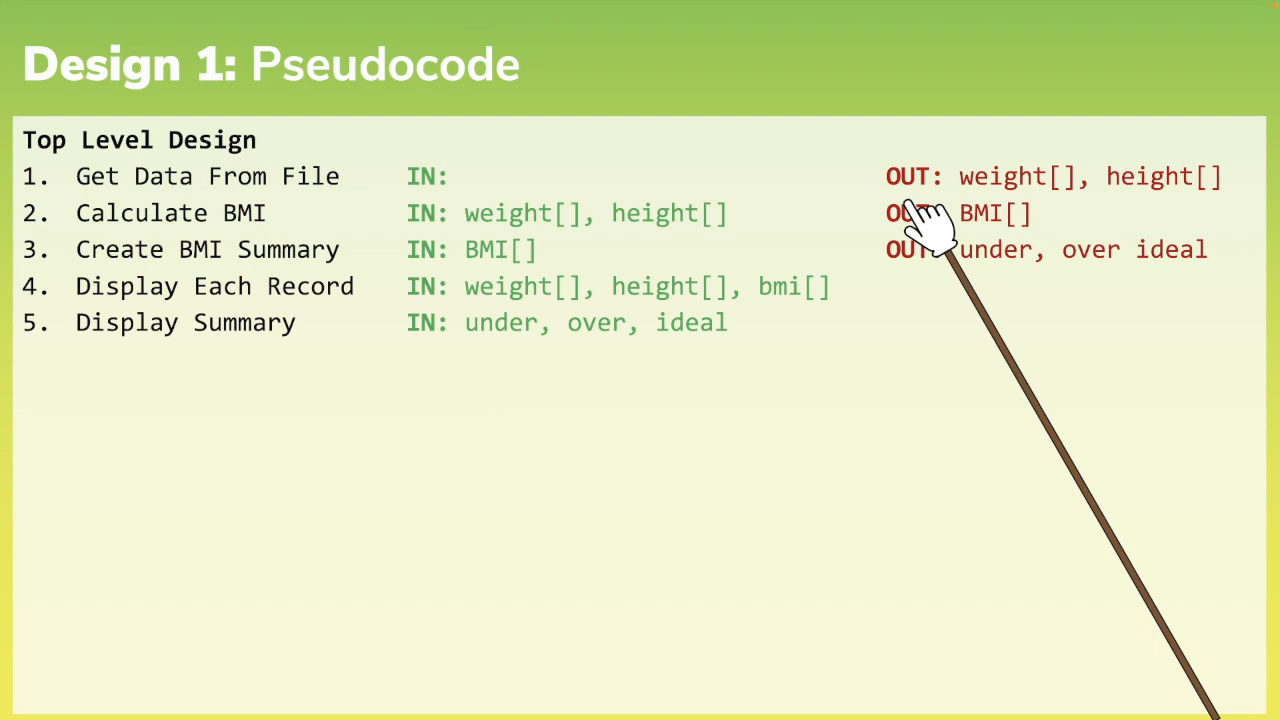 Design 1: Pseudocode
Top Level Design
1. Get Data From File IN: OUT: weight[], height[]
2. Calculate BMI IN: weight[], height[] OUT: BMI[]
3. Create BMI Summary IN: BMI[] OUT: under, over ideal
4. Display Each Record IN: weight[], height[], bmi[]
5. Display Summary IN: under, over, ideal